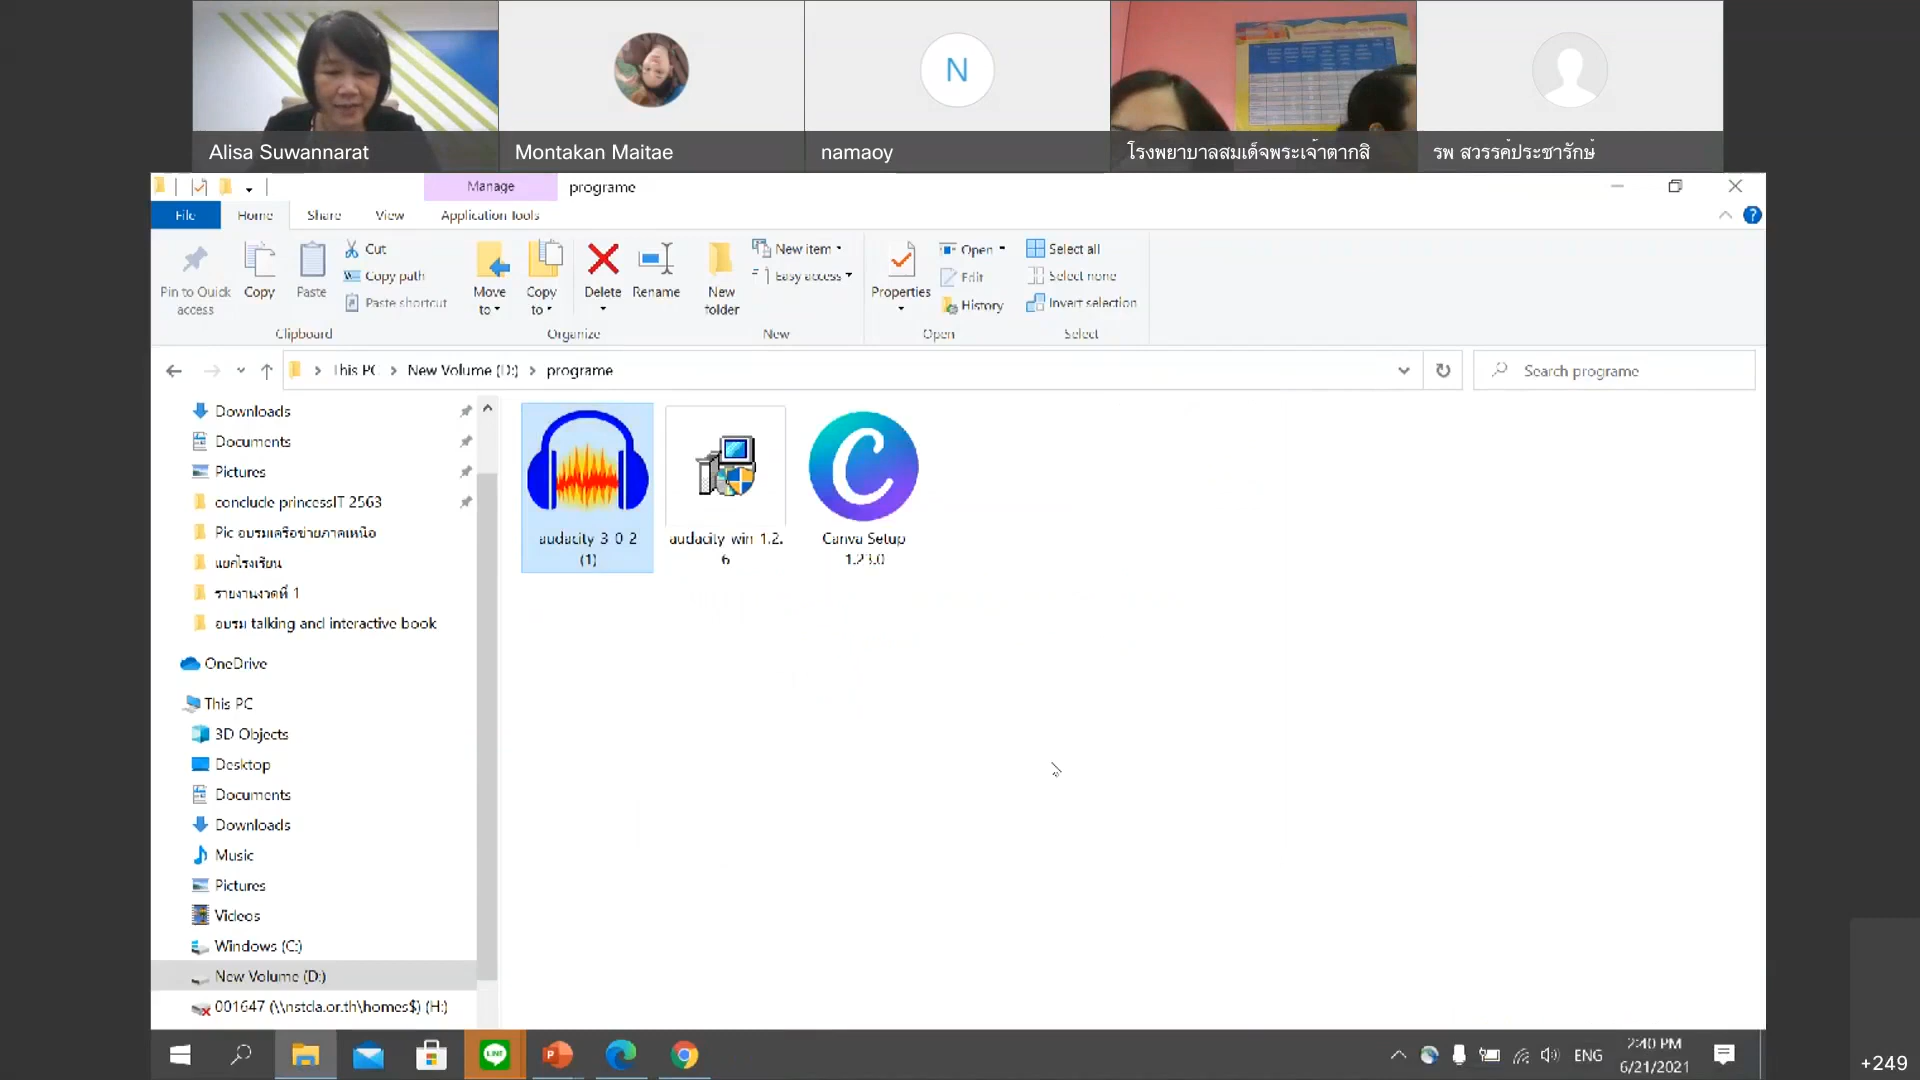 Alisa Suwannarat
Montakan Maitae
N
namaoy
โรงพยาบาลสมเด็จพระเจ้าตากสิ
รพ สวรรค์ประชารักษ์
Manage
programe
File
Home
Share
View
Application Tools
Pin to Quick
access
Copy
Paste
Cut
Copy path
Paste shortcut
Clipboard
Move
to
Copy
to
Delete
Rename
Organize
New
folder
New item
Easy access
New
Properties
Open
Edit
History
Open
Select all
Select none
Invert selection
Select
This PC
New Volume (D:)
programe
Search programe
Downloads
Documents
Pictures
conclude princessIT 2563
Pic อบรมเครือข่ายภาคเหนือ
แยกโรงเรียน
รายงานงวดที่ 1
อบรม talking and interactive book
OneDrive
This PC
3D Objects
Desktop
Documents
Downloads
Music
Pictures
Videos
Windows (C:)
New Volume (D:)
001647 (\\nstda.or.th\homes$) (H:)
audacity 3 0 2
(1)
audacity win 1.2.
6
C
Canva Setup
1.23.0
LINE
P
ENG
2:40 PM
6/21/2021
+249